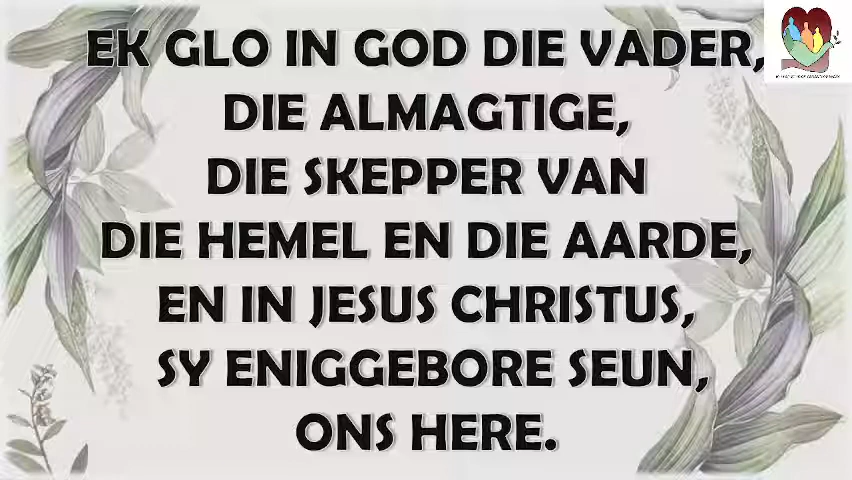 EK GLO IN GOD DIE VADER,
DIE ALMAGTIGE,
DIE SKEPPER VAN
DIE HEMEL EN DIE AARDE,
EN IN JESUS CHRISTUS,
SY ENIGGEBORE SEUN,
ONS HERE.